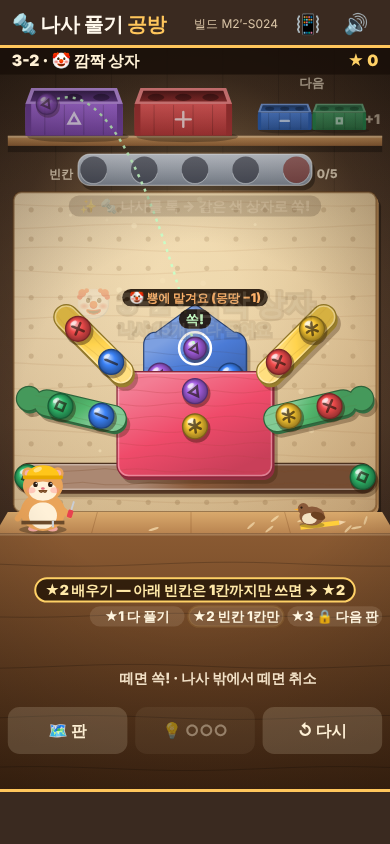 🔩 나사 풀기 공방
빌드 M2′-S024
3-2 · 🤡 깜짝 상자
★ 0
다음
+1
빈칸
0/5
🤡 뿅에 맡겨요 (몽땅 −1)
쏙!
★2 배우기 — 아래 빈칸은 1칸까지만 쓰면 → ★2
★1 다 풀기
★2 빈칸 1칸만
★3 🔒 다음 판
떼면 쏙! · 나사 밖에서 떼면 취소
🗺️ 판
💡 ○○○
↺ 다시